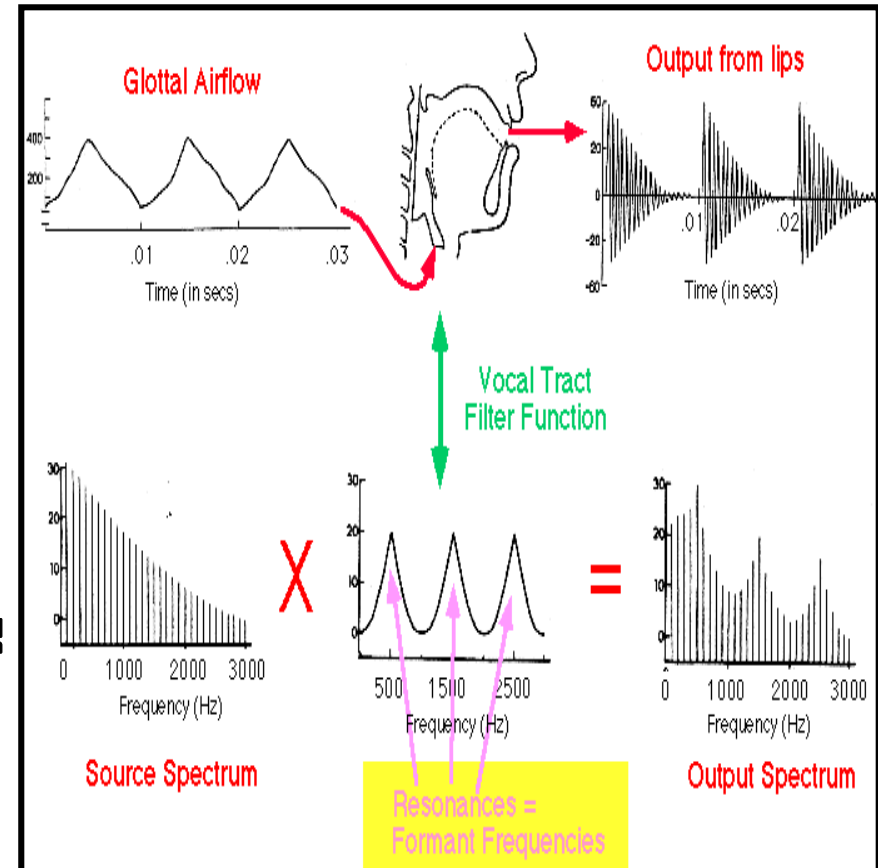 Glottal Airflow
400
200
.01
.02
.03
Time (in secs)
Output from lips
50
20
0
-20
-60
.01
.02
Time (in secs)
Vocal Tract
Filter Function
30
20
10
0
0
1000
2000
3000
Frequency (Hz)
Source Spectrum
X
30
20
10
0
500
1500
2500
Frequency (Hz)
Resonances =
Formant Frequencies
=
30
20
10
0
0
1000
2000
3000
Frequency (Hz)
Output Spectrum